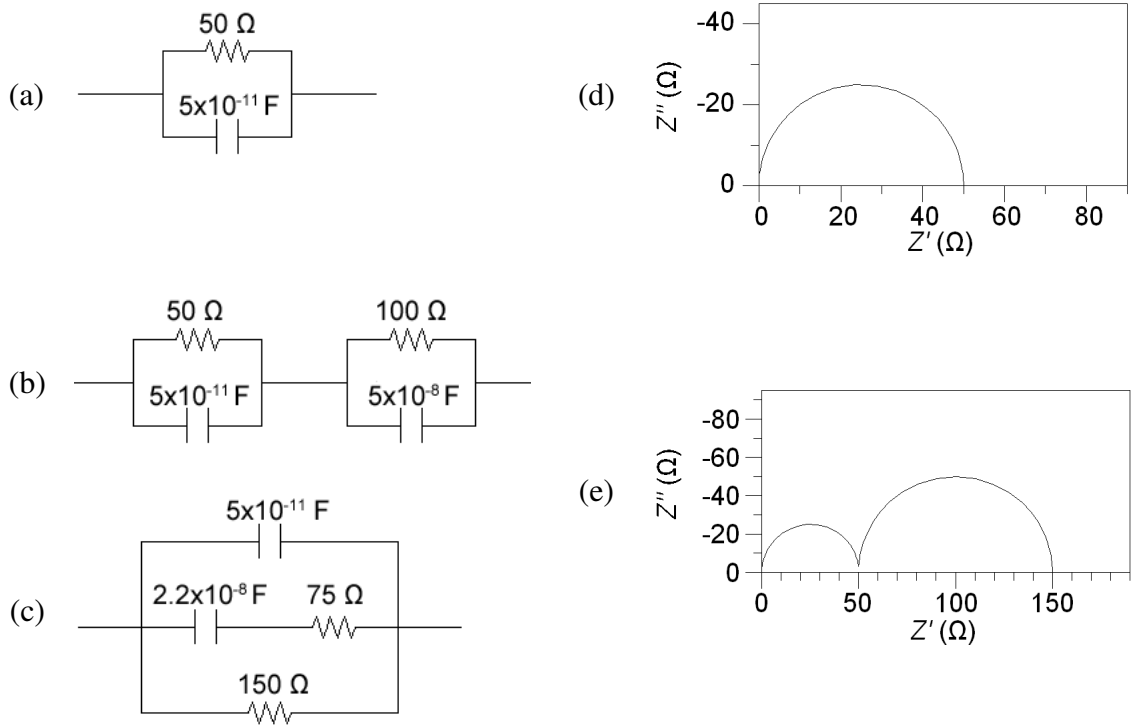 (a)
50 Ω
5x10⁻¹¹ F
(d)
-40
-20
0
Z'' (Ω)
0 20 40 60 80
Z' (Ω)
(b)
50 Ω
100 Ω
5x10⁻¹¹ F
5x10⁻⁸ F
(c)
5x10⁻¹¹ F
2.2x10⁻⁸ F
75 Ω
150 Ω
(e)
-80
-60
-40
-20
0
Z'' (Ω)
0 50 100 150
Z' (Ω)